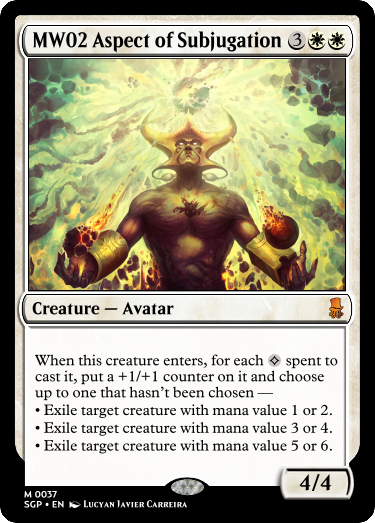 MW02 Aspect of Subjugation 3
Creature — Avatar
When this creature enters, for each spent to
cast it, put a +1/+1 counter on it and choose
up to one that hasn't been chosen —
• Exile target creature with mana value 1 or 2.
• Exile target creature with mana value 3 or 4.
• Exile target creature with mana value 5 or 6.
4/4
M 0037
SGP • EN Lucyan Javier Carreira